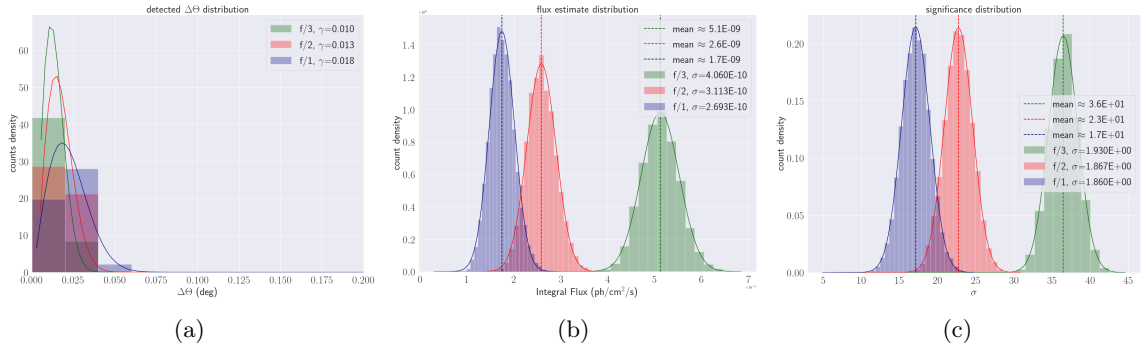 detected ΔΘ distribution
f/3, γ=0.010
f/2, γ=0.013
f/1, γ=0.018
counts density
60
50
40
30
20
10
0
0.000 0.025 0.050 0.075 0.100 0.125 0.150 0.175 0.200
ΔΘ (deg)
(a)
flux estimate distribution
mean ≈ 5.1E-09
mean ≈ 2.6E-09
mean ≈ 1.7E-09
f/3, σ=4.060E-10
f/2, σ=3.113E-10
f/1, σ=2.693E-10
count density
1.4
1.2
1.0
0.8
0.6
0.4
0.2
0.0
0 1 2 3 4 5 6 7
Integral Flux (ph/cm^2/s)
(b)
significance distribution
mean ≈ 3.6E+01
mean ≈ 2.3E+01
mean ≈ 1.7E+01
f/3, σ=1.930E+00
f/2, σ=1.867E+00
f/1, σ=1.860E+00
count density
0.20
0.15
0.10
0.05
0.00
5 10 15 20 25 30 35 40 45
σ
(c)